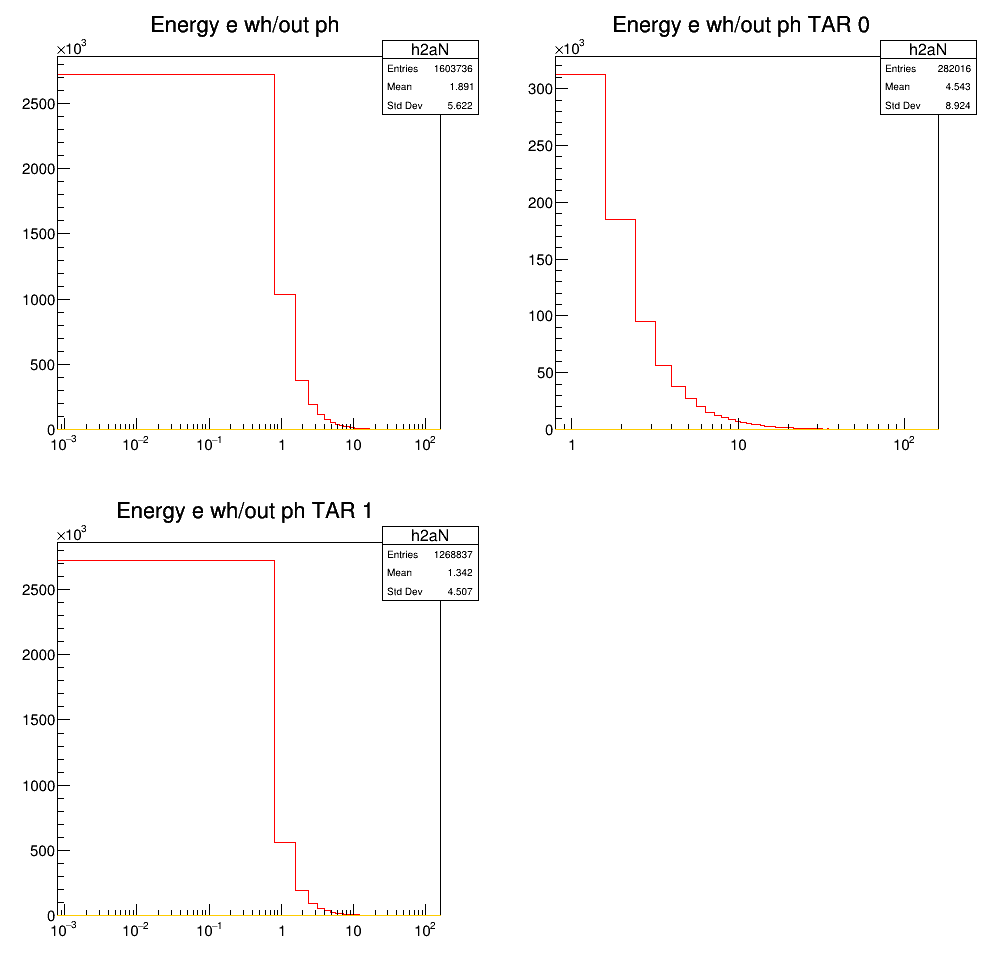 Energy e wh/out ph
×10³
h2aN
Entries 1603736
Mean 1.891
Std Dev 5.622
2500
2000
1500
1000
500
0
10⁻³ 10⁻² 10⁻¹ 1 10 10²
Energy e wh/out ph TAR 0
×10³
h2aN
Entries 282016
Mean 4.543
Std Dev 8.924
300
250
200
150
100
50
0
1 10 10²
Energy e wh/out ph TAR 1
×10³
h2aN
Entries 1268837
Mean 1.342
Std Dev 4.507
2500
2000
1500
1000
500
0
10⁻³ 10⁻² 10⁻¹ 1 10 10²